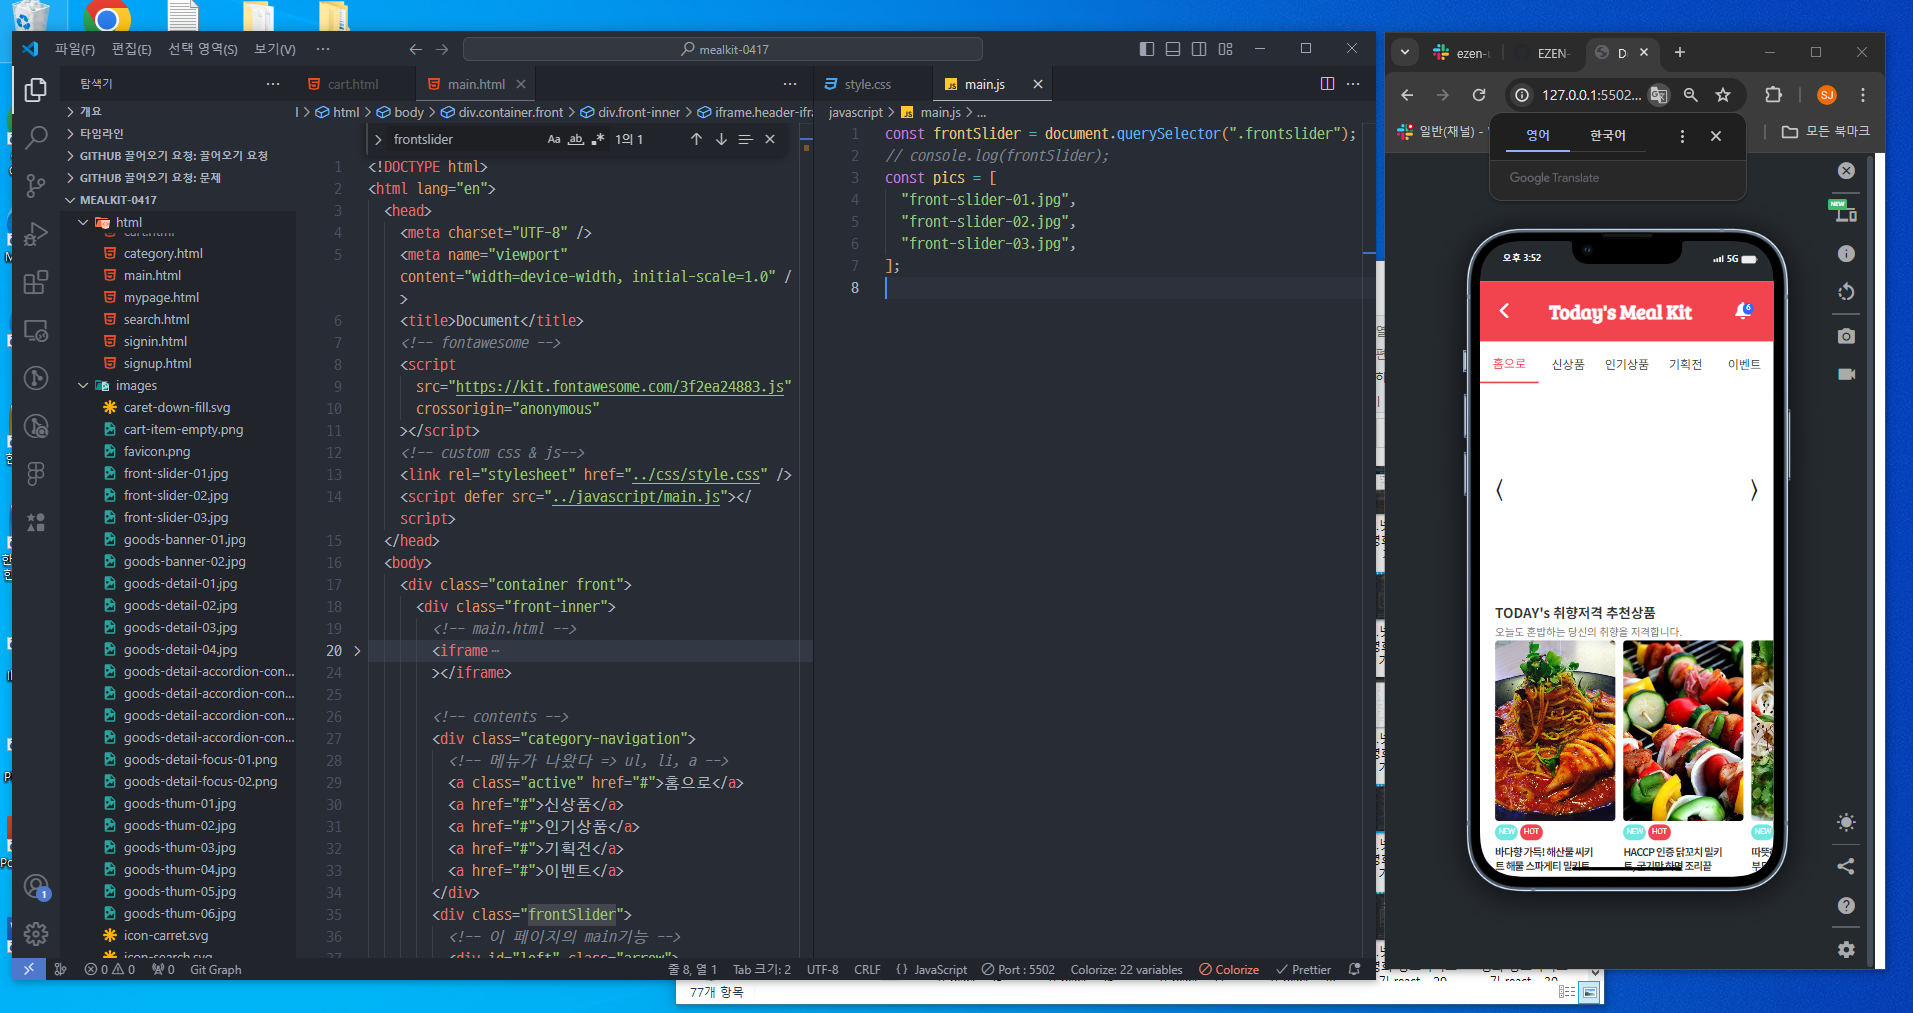 파일(F) 편집(E) 선택 영역(S) 보기(V) ···
mealkit-0417
탐색기
개요
타임라인
GITHUB 끌어오기 요청: 끌어오기 요청
GITHUB 끌어오기 요청: 문제
MEALKIT-0417
html
category.html
main.html
mypage.html
search.html
signin.html
signup.html
images
caret-down-fill.svg
cart-item-empty.png
favicon.png
front-slider-01.jpg
front-slider-02.jpg
front-slider-03.jpg
goods-banner-01.jpg
goods-banner-02.jpg
goods-detail-01.jpg
goods-detail-02.jpg
goods-detail-03.jpg
goods-detail-04.jpg
goods-detail-accordion-con...
goods-detail-accordion-con...
goods-detail-accordion-con...
goods-detail-accordion-con...
goods-detail-focus-01.png
goods-detail-focus-02.png
goods-thum-01.jpg
goods-thum-02.jpg
goods-thum-03.jpg
goods-thum-04.jpg
goods-thum-05.jpg
goods-thum-06.jpg
icon-carret.svg
icon-search.svg
cart.html main.html
html > body > div.container.front > div.front-inner > iframe.header-ifr
frontslider Aa ab 1의 1
1 <!DOCTYPE html>
2 <html lang="en">
3 <head>
4 <meta charset="UTF-8" />
5 <meta name="viewport"
content="width=device-width, initial-scale=1.0" /
>
6 <title>Document</title>
7 <!-- fontawesome -->
8 <script
9 src="https://kit.fontawesome.com/3f2ea24883.js"
10 crossorigin="anonymous"
11 ></script>
12 <!-- custom css & js-->
13 <link rel="stylesheet" href="../css/style.css" />
14 <script defer src="../javascript/main.js"></
script>
15 </head>
16 <body>
17 <div class="container front">
18 <div class="front-inner">
19 <!-- main.html -->
20 <iframe···
24 ></iframe>
25
26 <!-- contents -->
27 <div class="category-navigation">
28 <!-- 메뉴가 나왔다 => ul, li, a -->
29 <a class="active" href="#">홈으로</a>
30 <a href="#">신상품</a>
31 <a href="#">인기상품</a>
32 <a href="#">기획전</a>
33 <a href="#">이벤트</a>
34 </div>
35 <div class="frontSlider">
36 <!-- 이 페이지의 main기능 -->
37 <div id="left" class="arrow">
style.css main.js
javascript > main.js > ...
1 const frontSlider = document.querySelector(".frontslider");
2 // console.log(frontSlider);
3 const pics = [
4 "front-slider-01.jpg",
5 "front-slider-02.jpg",
6 "front-slider-03.jpg",
7 ];
8
1
0 0 0 Git Graph
줄 8, 열 1 Tab 크기: 2 UTF-8 CRLF {} JavaScript Port : 5502 Colorize: 22 variables Colorize Prettier
77개 항목
ezen- EZEN-
127.0.0.1:5502... SJ
일반(채널) - 모든 북마크
영어 한국어
Google Translate
NEW
오후 3:52 5G
Today's Meal Kit 6
홈으로 신상품 인기상품 기획전 이벤트
TODAY's 취향저격 추천상품
오늘도 혼밥하는 당신의 취향을 저격합니다.
NEW HOT NEW HOT NEW
바다향 가득! 해산물 씨키 HACCP 인증 닭꼬치 밀키
트 해물 스파게티 밀키트 트, 굽기만 하면 조리끝